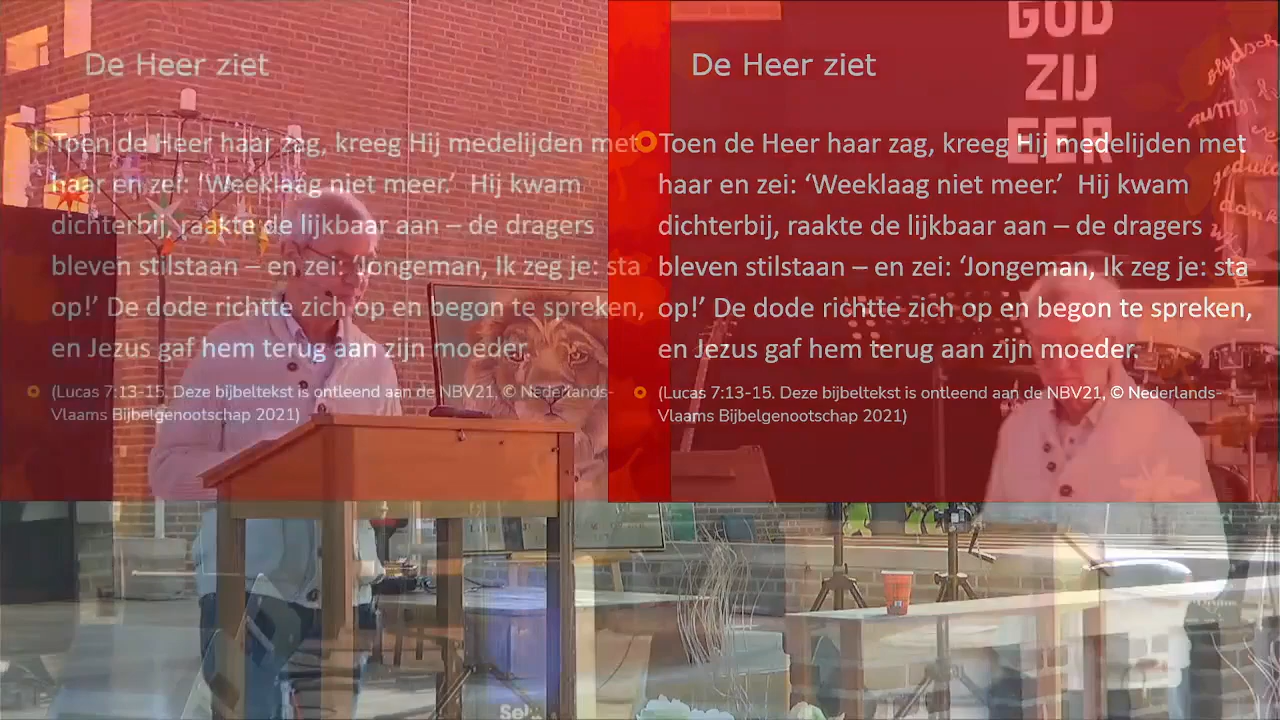 De Heer ziet
Toen de Heer haar zag, kreeg Hij medelijden met
haar en zei: ‘Weeklaag niet meer.’ Hij kwam
dichterbij, raakte de lijkbaar aan – de dragers
bleven stilstaan – en zei: ‘Jongeman, Ik zeg je: sta
op!’ De dode richtte zich op en begon te spreken,
en Jezus gaf hem terug aan zijn moeder
(Lucas 7:13-15. Deze bijbeltekst is ontleend aan de NBV21, © Nederlands-
Vlaams Bijbelgenootschap 2021)
De Heer ziet
Toen de Heer haar zag, kreeg Hij medelijden met
haar en zei: ‘Weeklaag niet meer.’ Hij kwam
dichterbij, raakte de lijkbaar aan – de dragers
bleven stilstaan – en zei: ‘Jongeman, Ik zeg je: sta
op!’ De dode richtte zich op en begon te spreken,
en Jezus gaf hem terug aan zijn moeder.
(Lucas 7:13-15. Deze bijbeltekst is ontleend aan de NBV21, © Nederlands-
Vlaams Bijbelgenootschap 2021)
GOD
ZIJ
EER